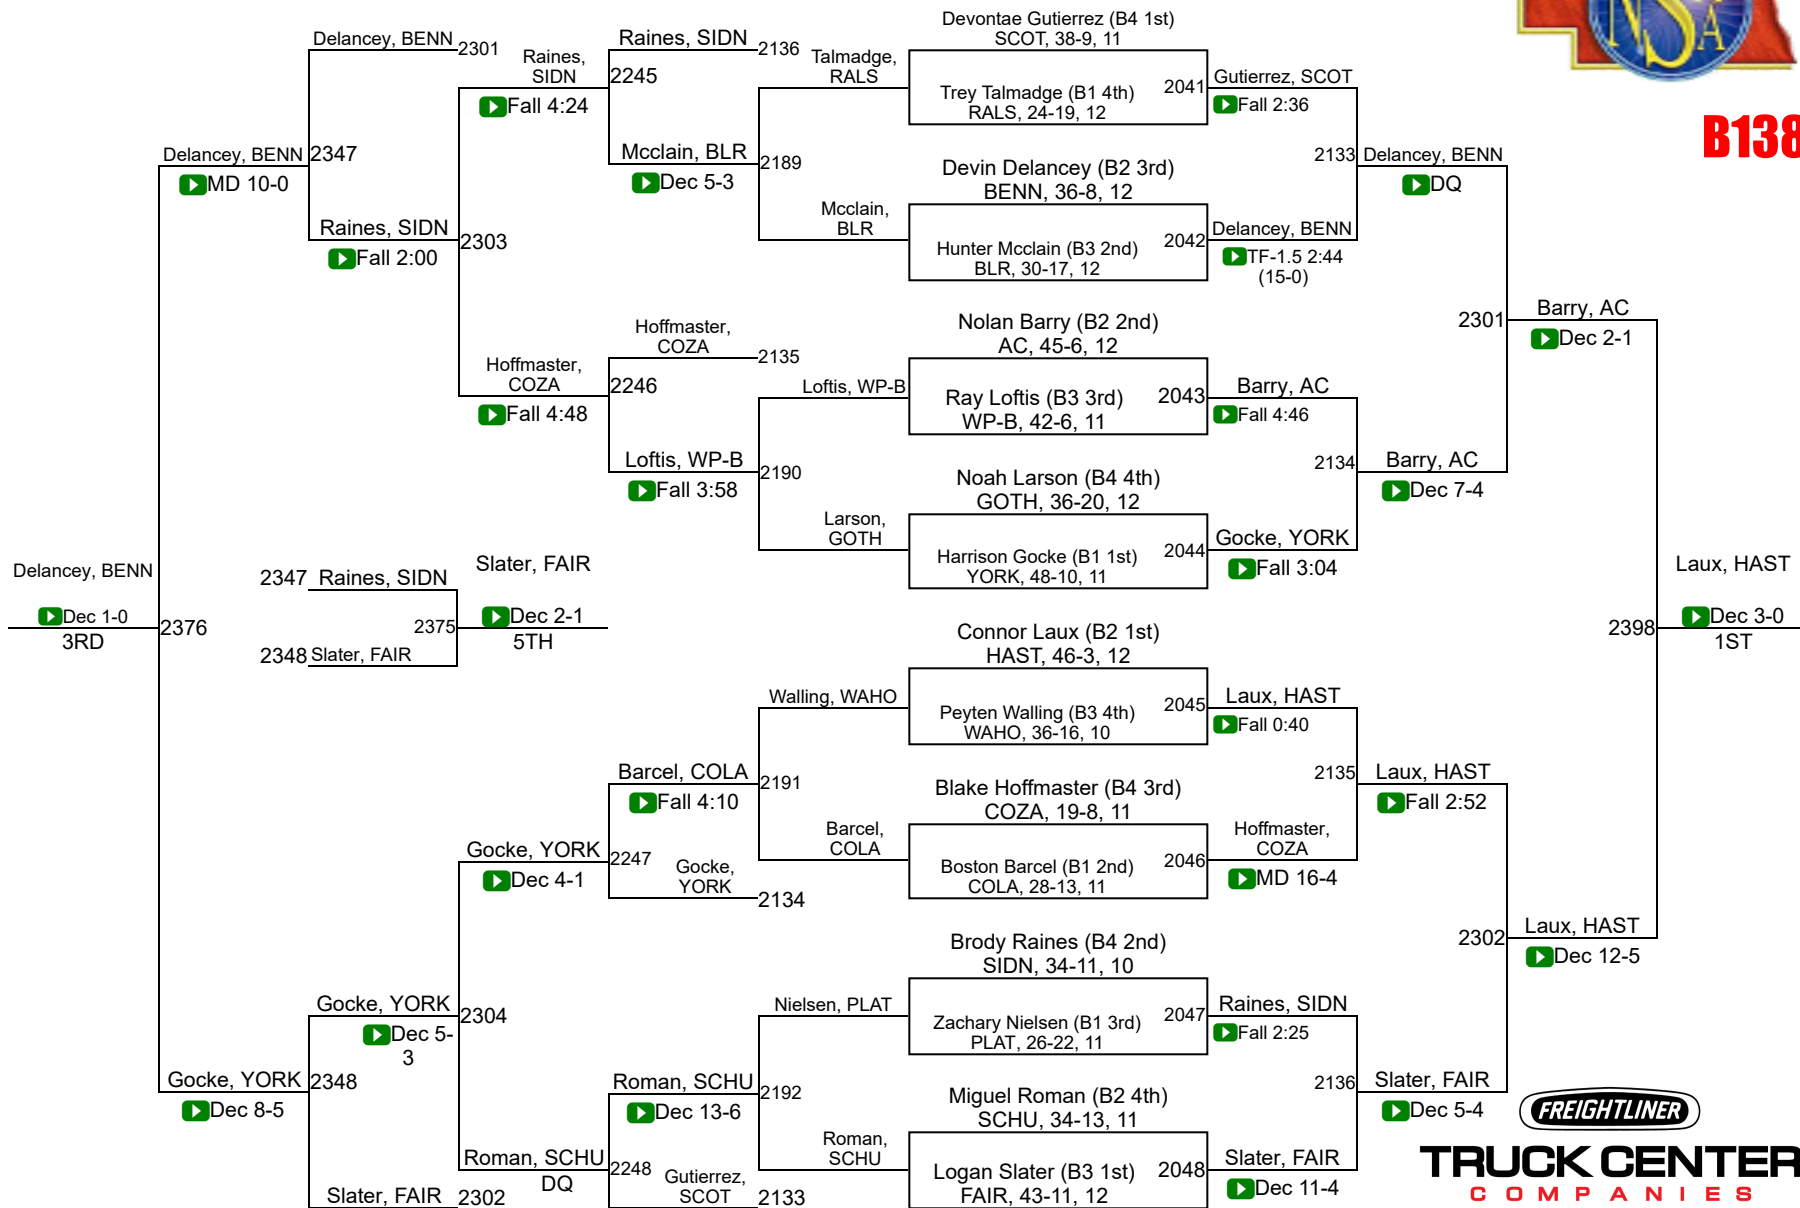 Delancey, BENN
2301
Raines,
SIDN
Fall 4:24
Raines, SIDN
2136
2245
Mcclain, BLR
Dec 5-3
Talmadge,
RALS
2189
Mcclain,
BLR
Devontae Gutierrez (B4 1st)
SCOT, 38-9, 11
Trey Talmadge (B1 4th)
RALS, 24-19, 12
2041
Gutierrez, SCOT
Fall 2:36
NSA
B138
Delancey, BENN
MD 10-0
2347
Raines, SIDN
Fall 2:00
2303
Devin Delancey (B2 3rd)
BENN, 36-8, 12
Hunter Mcclain (B3 2nd)
BLR, 30-17, 12
2042
Delancey, BENN
TF-1.5 2:44
(15-0)
2133
Delancey, BENN
DQ
Hoffmaster,
COZA
Fall 4:48
Hoffmaster,
COZA
2135
2246
Loftis, WP-B
Fall 3:58
Loftis, WP-B
2190
Larson,
GOTH
Nolan Barry (B2 2nd)
AC, 45-6, 12
Ray Loftis (B3 3rd)
WP-B, 42-6, 11
2043
Barry, AC
Fall 4:46
2301
Barry, AC
Dec 2-1
Noah Larson (B4 4th)
GOTH, 36-20, 12
Harrison Gocke (B1 1st)
YORK, 48-10, 11
2044
Gocke, YORK
Fall 3:04
2134
Barry, AC
Dec 7-4
Delancey, BENN
Dec 1-0
3RD
2376
2347
Raines, SIDN
2348
Slater, FAIR
2375
Slater, FAIR
Dec 2-1
5TH
2398
Laux, HAST
Dec 3-0
1ST
Connor Laux (B2 1st)
HAST, 46-3, 12
Peyten Walling (B3 4th)
WAHO, 36-16, 10
2045
Laux, HAST
Fall 0:40
Walling, WAHO
Barcel, COLA
Fall 4:10
2191
Barcel,
COLA
Blake Hoffmaster (B4 3rd)
COZA, 19-8, 11
Boston Barcel (B1 2nd)
COLA, 28-13, 11
2046
Hoffmaster,
COZA
MD 16-4
2135
Laux, HAST
Fall 2:52
Gocke, YORK
Dec 4-1
2247
Gocke,
YORK
2134
2302
Laux, HAST
Dec 12-5
Brody Raines (B4 2nd)
SIDN, 34-11, 10
Zachary Nielsen (B1 3rd)
PLAT, 26-22, 11
2047
Raines, SIDN
Fall 2:25
Nielsen, PLAT
Gocke, YORK
Dec 5-
3
2304
Gocke, YORK
Dec 8-5
2348
Roman, SCHU
Dec 13-6
2192
Roman,
SCHU
Miguel Roman (B2 4th)
SCHU, 34-13, 11
Logan Slater (B3 1st)
FAIR, 43-11, 12
2048
Slater, FAIR
Dec 11-4
2136
Slater, FAIR
Dec 5-4
Roman, SCHU
DQ
2248
Gutierrez,
SCOT
2133
Slater, FAIR
2302
FREIGHTLINER
TRUCK CENTER
COMPANIES